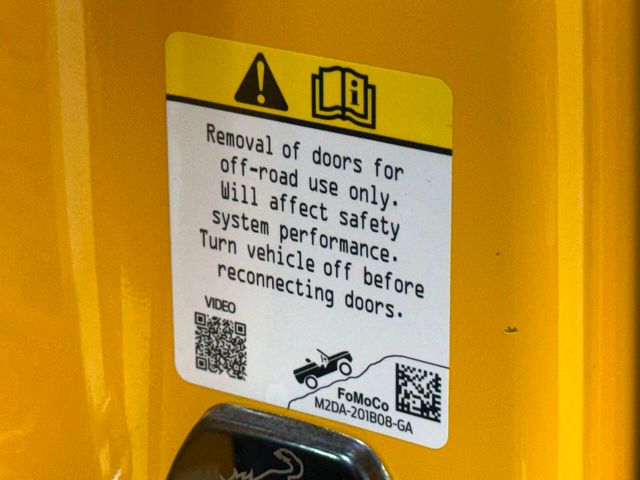 Removal of doors for
off-road use only.
Will affect safety
system performance.
Turn vehicle off before
reconnecting doors.
VIDEO
FoMoCo
M2DA-201B08-GA